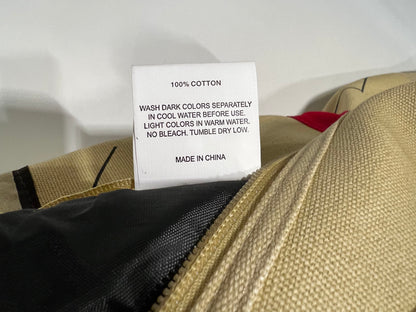 100% COTTON
WASH DARK COLORS SEPARATELY
IN COOL WATER BEFORE USE.
LIGHT COLORS IN WARM WATER.
NO BLEACH. TUMBLE DRY LOW.
MADE IN CHINA